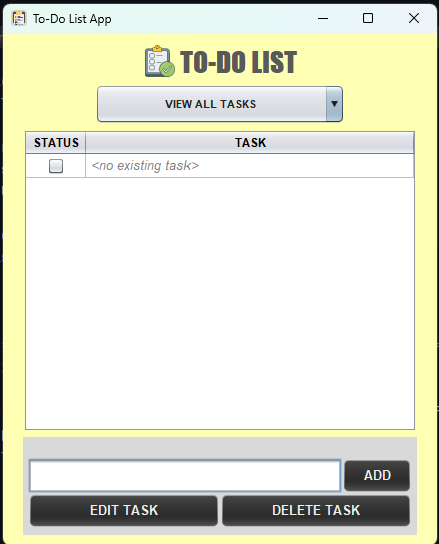 To-Do List App
TO-DO LIST
VIEW ALL TASKS
STATUS TASK
<no existing task>
ADD
EDIT TASK DELETE TASK